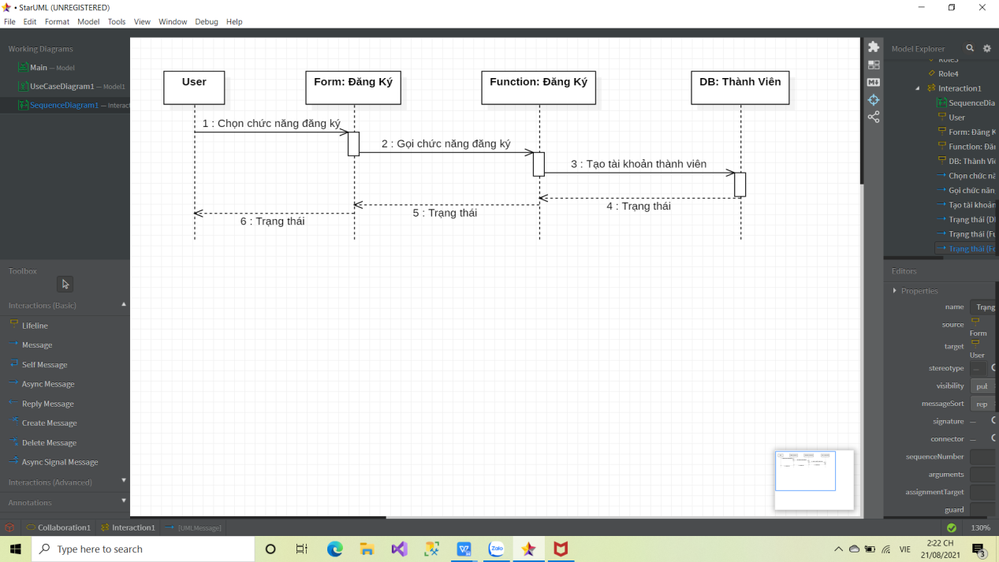 • StarUML (UNREGISTERED)
File Edit Format Model Tools View Window Debug Help
Working Diagrams
Main — Model
UseCaseDiagram1 — Model1
SequenceDiagram1 — Interac
Toolbox
Interactions (Basic)
Lifeline
Message
Self Message
Async Message
Reply Message
Create Message
Delete Message
Async Signal Message
Interactions (Advanced)
Annotations
User
Form: Đăng Ký
Function: Đăng Ký
DB: Thành Viên
1 : Chọn chức năng đăng ký
2 : Gọi chức năng đăng ký
3 : Tạo tài khoản thành viên
4 : Trạng thái
5 : Trạng thái
6 : Trạng thái
Model Explorer
Role3
Role4
Interaction1
SequenceDia
User
Form: Đăng K
Function: Đăn
DB: Thành Viê
Chọn chức nă
Gọi chức năn
Tạo tài khoản
Trạng thái (DB
Trạng thái (Fu
Trạng thái (Fo
Editors
Properties
name Trạng
source
Form
target
User
stereotype —
visibility pub
messageSort rep
signature —
connector —
sequenceNumber
arguments
assignmentTarget
guard
Collaboration1 Interaction1 [UMLMessage]
130%
Type here to search
Zalo
VIE
2:22 CH
21/08/2021
3